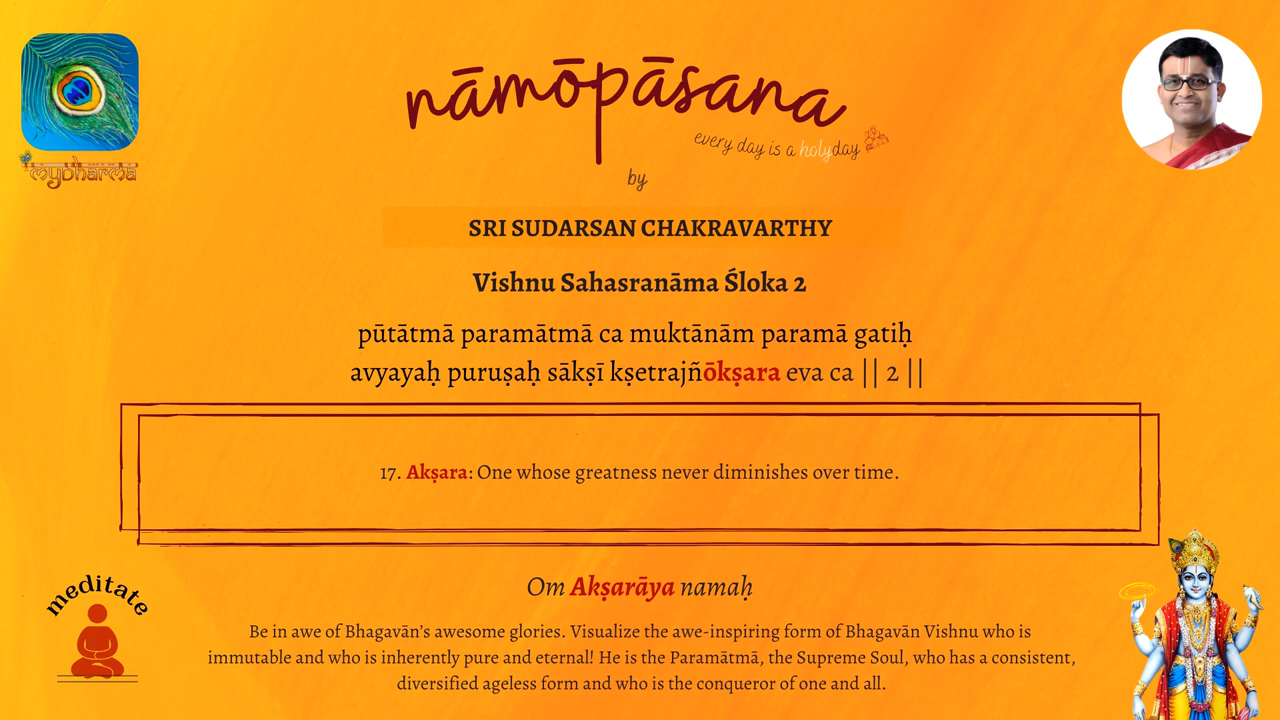 nāmōpāsana
every day is a holyday
mydharma
by
SRI SUDARSAN CHAKRAVARTHY
Vishnu Sahasranāma Śloka 2
pūtātmā paramātmā ca muktānām paramā gatiḥ
avyayaḥ puruṣaḥ sākṣī kṣetrajñōkṣara eva ca || 2 ||
17. Akṣara: One whose greatness never diminishes over time.
meditate
Om Akṣarāya namaḥ
Be in awe of Bhagavān’s awesome glories. Visualize the awe-inspiring form of Bhagavān Vishnu who is
immutable and who is inherently pure and eternal! He is the Paramātmā, the Supreme Soul, who has a consistent,
diversified ageless form and who is the conqueror of one and all.